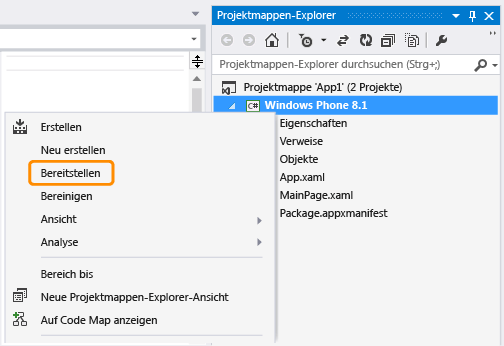 Projektmappen-Explorer
Projektmappen-Explorer durchsuchen (Strg+;)
Projektmappe 'App1' (2 Projekte)
C# Windows Phone 8.1
Eigenschaften
Verweise
Objekte
App.xaml
MainPage.xaml
Package.appxmanifest
Erstellen
Neu erstellen
Bereitstellen
Bereinigen
Ansicht
Analyse
Bereich bis
Neue Projektmappen-Explorer-Ansicht
Auf Code Map anzeigen